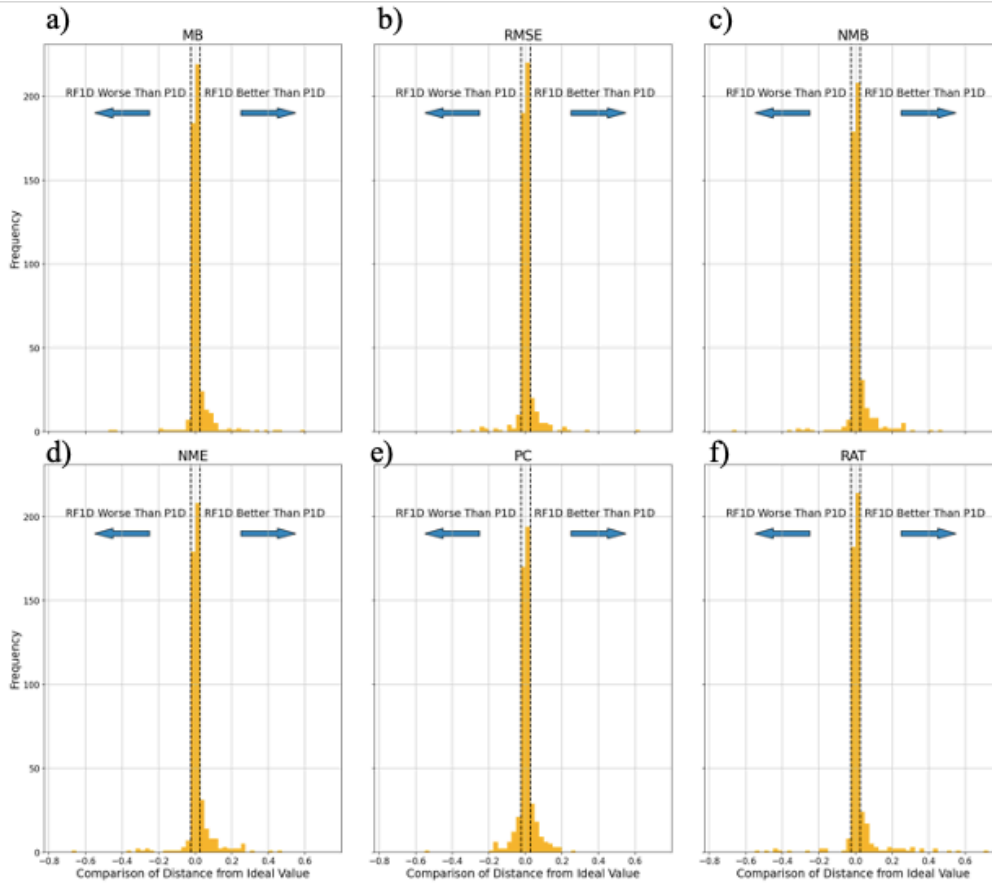 a) b) c)
MB RMSE NMB
RF1D Worse Than P1D RF1D Better Than P1D RF1D Worse Than P1D RF1D Better Than P1D RF1D Worse Than P1D RF1D Better Than P1D
200
150
Frequency
100
50
0
d) e) f)
NME PC RAT
RF1D Worse Than P1D RF1D Better Than P1D RF1D Worse Than P1D RF1D Better Than P1D RF1D Worse Than P1D RF1D Better Than P1D
200
150
Frequency
100
50
0
−0.8 −0.6 −0.4 −0.2 0.0 0.2 0.4 0.6 −0.8 −0.6 −0.4 −0.2 0.0 0.2 0.4 0.6 −0.8 −0.6 −0.4 −0.2 0.0 0.2 0.4 0.6
Comparison of Distance from Ideal Value Comparison of Distance from Ideal Value Comparison of Distance from Ideal Value